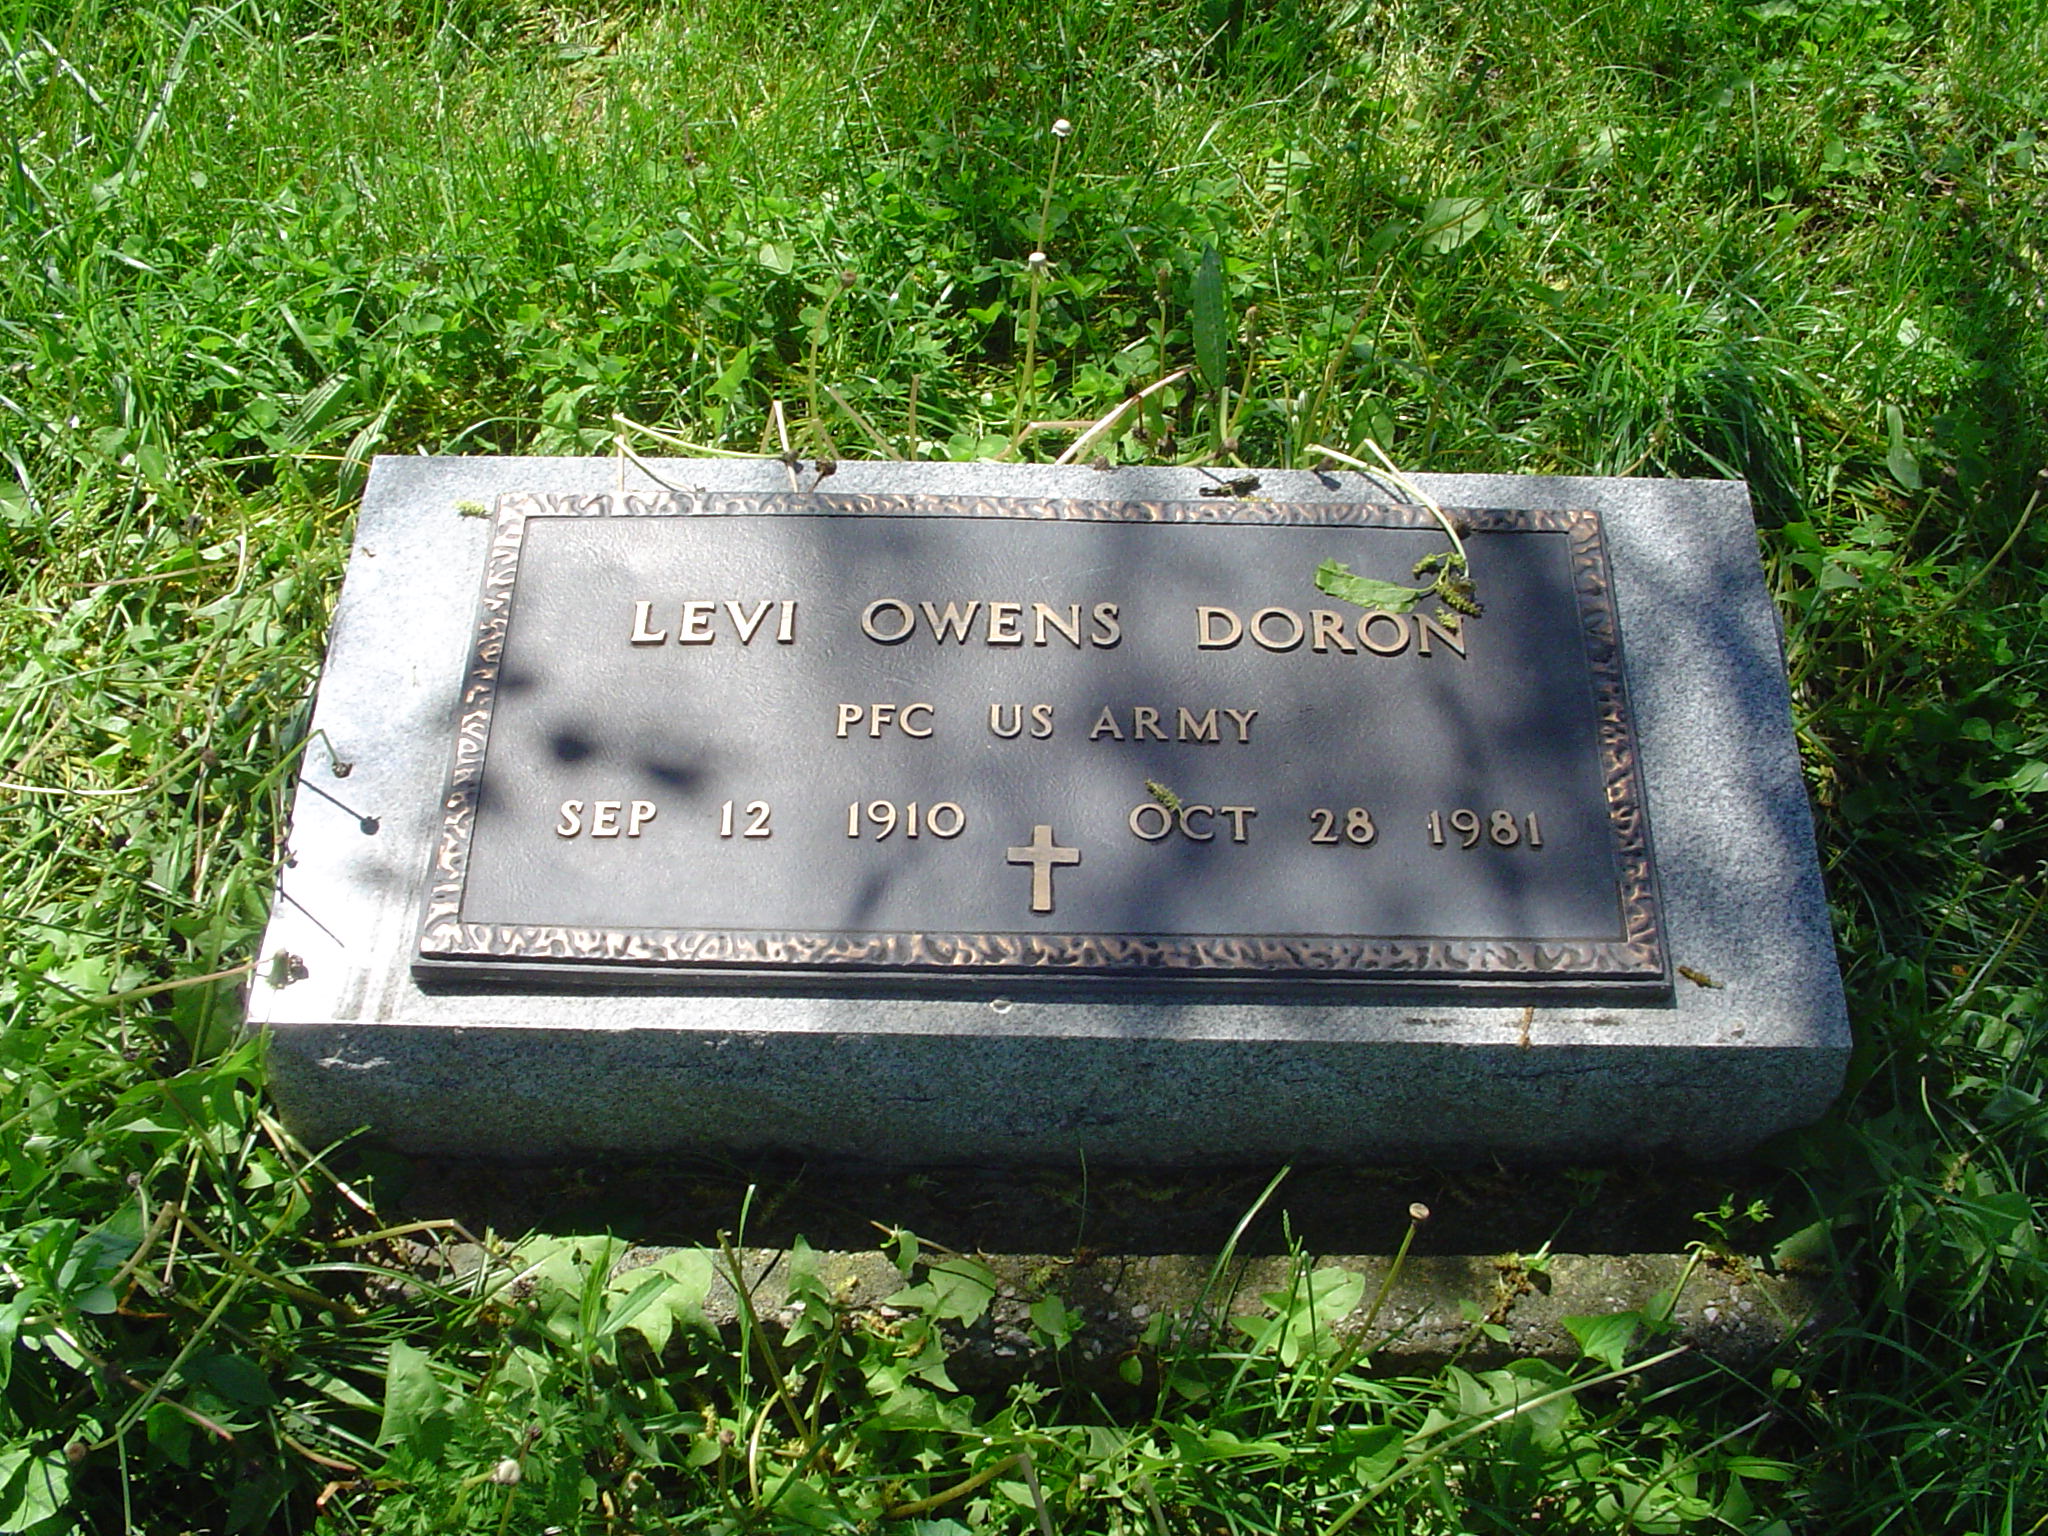 LEVI OWENS DORON
PFC US ARMY
SEP 12 1910 OCT 28 1981